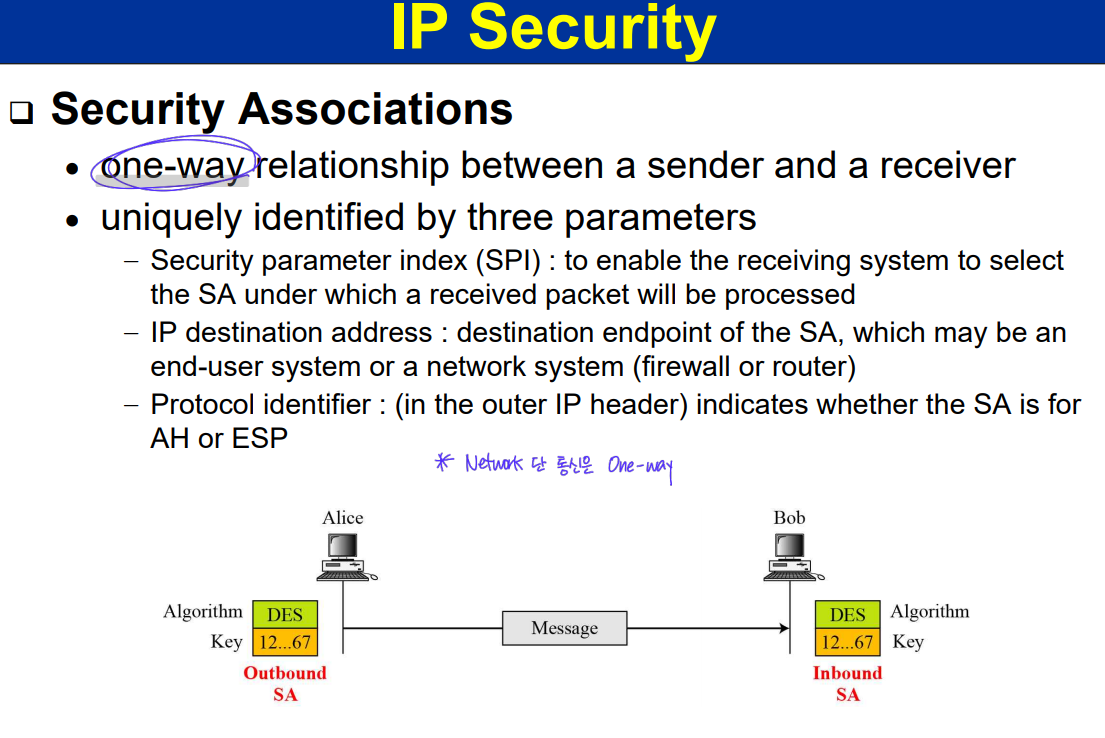 IP Security
❑ Security Associations
• one-way relationship between a sender and a receiver
• uniquely identified by three parameters
– Security parameter index (SPI) : to enable the receiving system to select
the SA under which a received packet will be processed
– IP destination address : destination endpoint of the SA, which may be an
end-user system or a network system (firewall or router)
– Protocol identifier : (in the outer IP header) indicates whether the SA is for
AH or ESP
* Network 단 통신은 One-way
Alice
Bob
Algorithm DES
Key 12...67
Outbound
SA
Message
DES Algorithm
12...67 Key
Inbound
SA